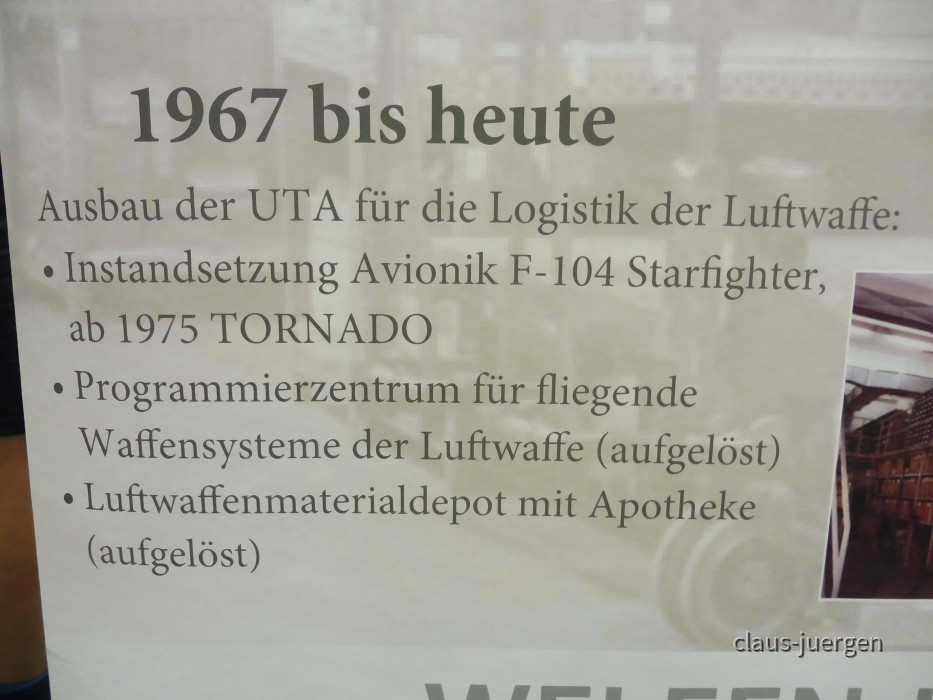 1967 bis heute
Ausbau der UTA für die Logistik der Luftwaffe:
• Instandsetzung Avionik F-104 Starfighter,
ab 1975 TORNADO
• Programmierzentrum für fliegende
Waffensysteme der Luftwaffe (aufgelöst)
• Luftwaffenmaterialdepot mit Apotheke
(aufgelöst)
claus-juergen